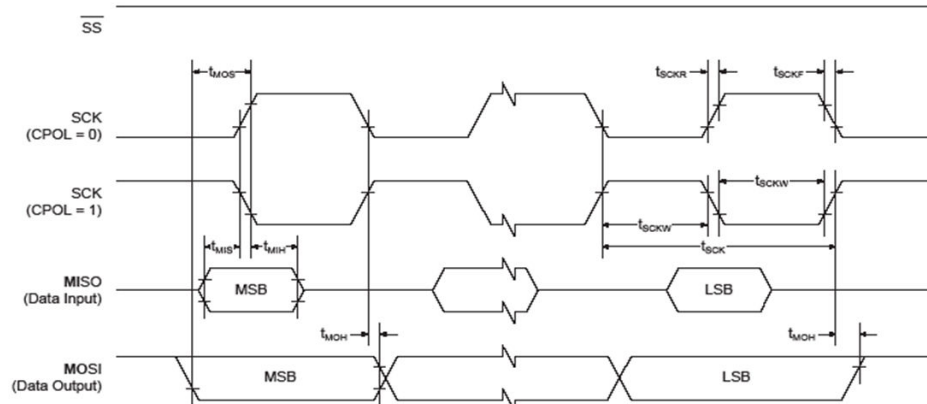 SS
tMOS
tSCKR
tSCKF
SCK
(CPOL = 0)
SCK
(CPOL = 1)
tSCKW
tSCKW
tMIS
tMIH
tSCK
MISO
(Data Input)
MSB
LSB
tMOH
tMOH
MOSI
(Data Output)
MSB
LSB